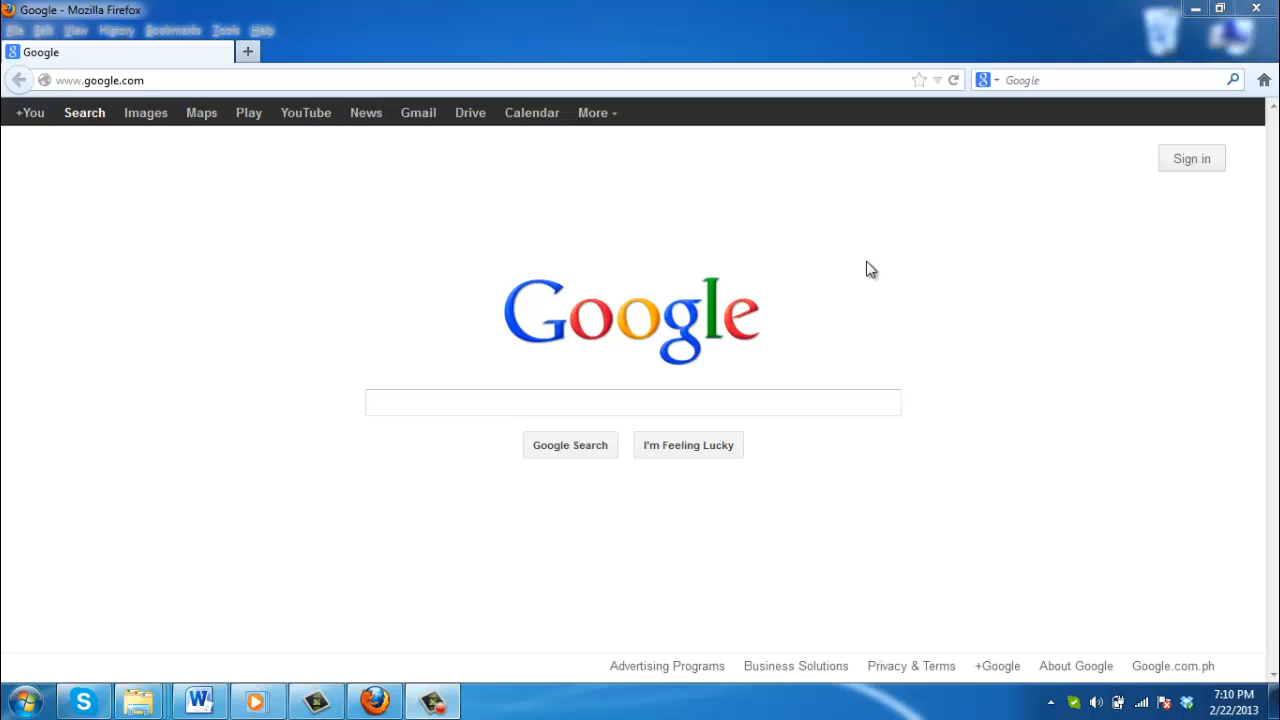 Google - Mozilla Firefox
File Edit View History Bookmarks Tools Help
Google
www.google.com
Google
+You Search Images Maps Play YouTube News Gmail Drive Calendar More
Sign in
Google
Google Search I'm Feeling Lucky
Advertising Programs Business Solutions Privacy & Terms +Google About Google Google.com.ph
7:10 PM
2/22/2013